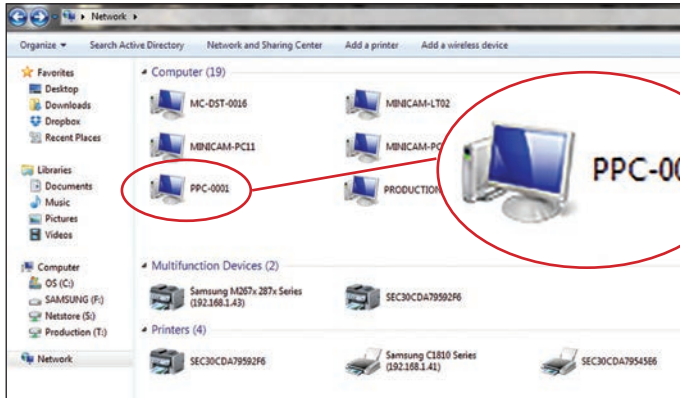 Network
Organize Search Active Directory Network and Sharing Center Add a printer Add a wireless device
Favorites
Desktop
Downloads
Dropbox
Recent Places
Libraries
Documents
Music
Pictures
Videos
Computer
OS (C:)
SAMSUNG (F:)
Netstore (S:)
Production (T:)
Network
Computer (19)
MC-DST-0016
MINICAM-LT02
MINICAM-PC11
MINICAM-PC
PPC-0001
PRODUCTION
PPC-00
Multifunction Devices (2)
Samsung M267x 287x Series
(192.168.1.43)
SEC30CDA79592F6
Printers (4)
SEC30CDA79592F6
Samsung C1810 Series
(192.168.1.41)
SEC30CDA79545E6